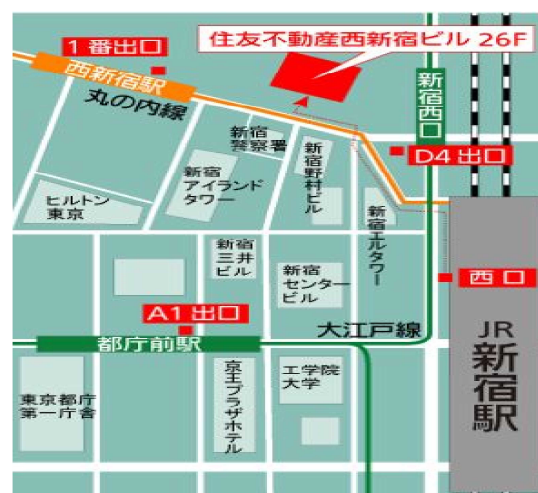 住友不動産西新宿ビル 26F
1番出口
西新宿駅
丸の内線
新宿西口
新宿
警察署
D4出口
新宿
アイランド
タワー
新宿野村ビル
ヒルトン
東京
新宿エルタワー
新宿
三井
ビル
新宿
センター
ビル
西口
A1出口
大江戸線
都庁前駅
JR
新宿駅
東京都庁
第一庁舎
京王プラザホテル
工学院
大学